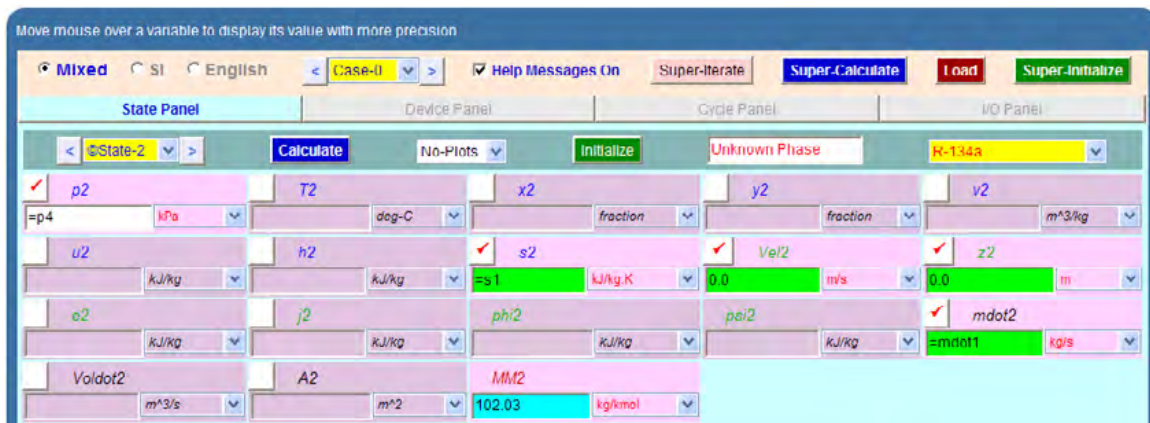 Move mouse over a variable to display its value with more precision
Mixed SI English < Case-0 > Help Messages On Super-Iterate Super-Calculate Load Super-Initialize
State Panel Device Panel Cycle Panel I/O Panel
< ©State-2 > Calculate No-Plots Initialize Unknown Phase R-134a
p2 T2 x2 y2 v2
=p4 kPa deg-C fraction fraction m^3/kg
u2 h2 s2 Vel2 z2
kJ/kg kJ/kg =s1 kJ/kg.K 0.0 m/s 0.0 m
e2 j2 phi2 psi2 mdot2
kJ/kg kJ/kg kJ/kg kJ/kg =mdot1 kg/s
Voldot2 A2 MM2
m^3/s m^2 102.03 kg/kmol